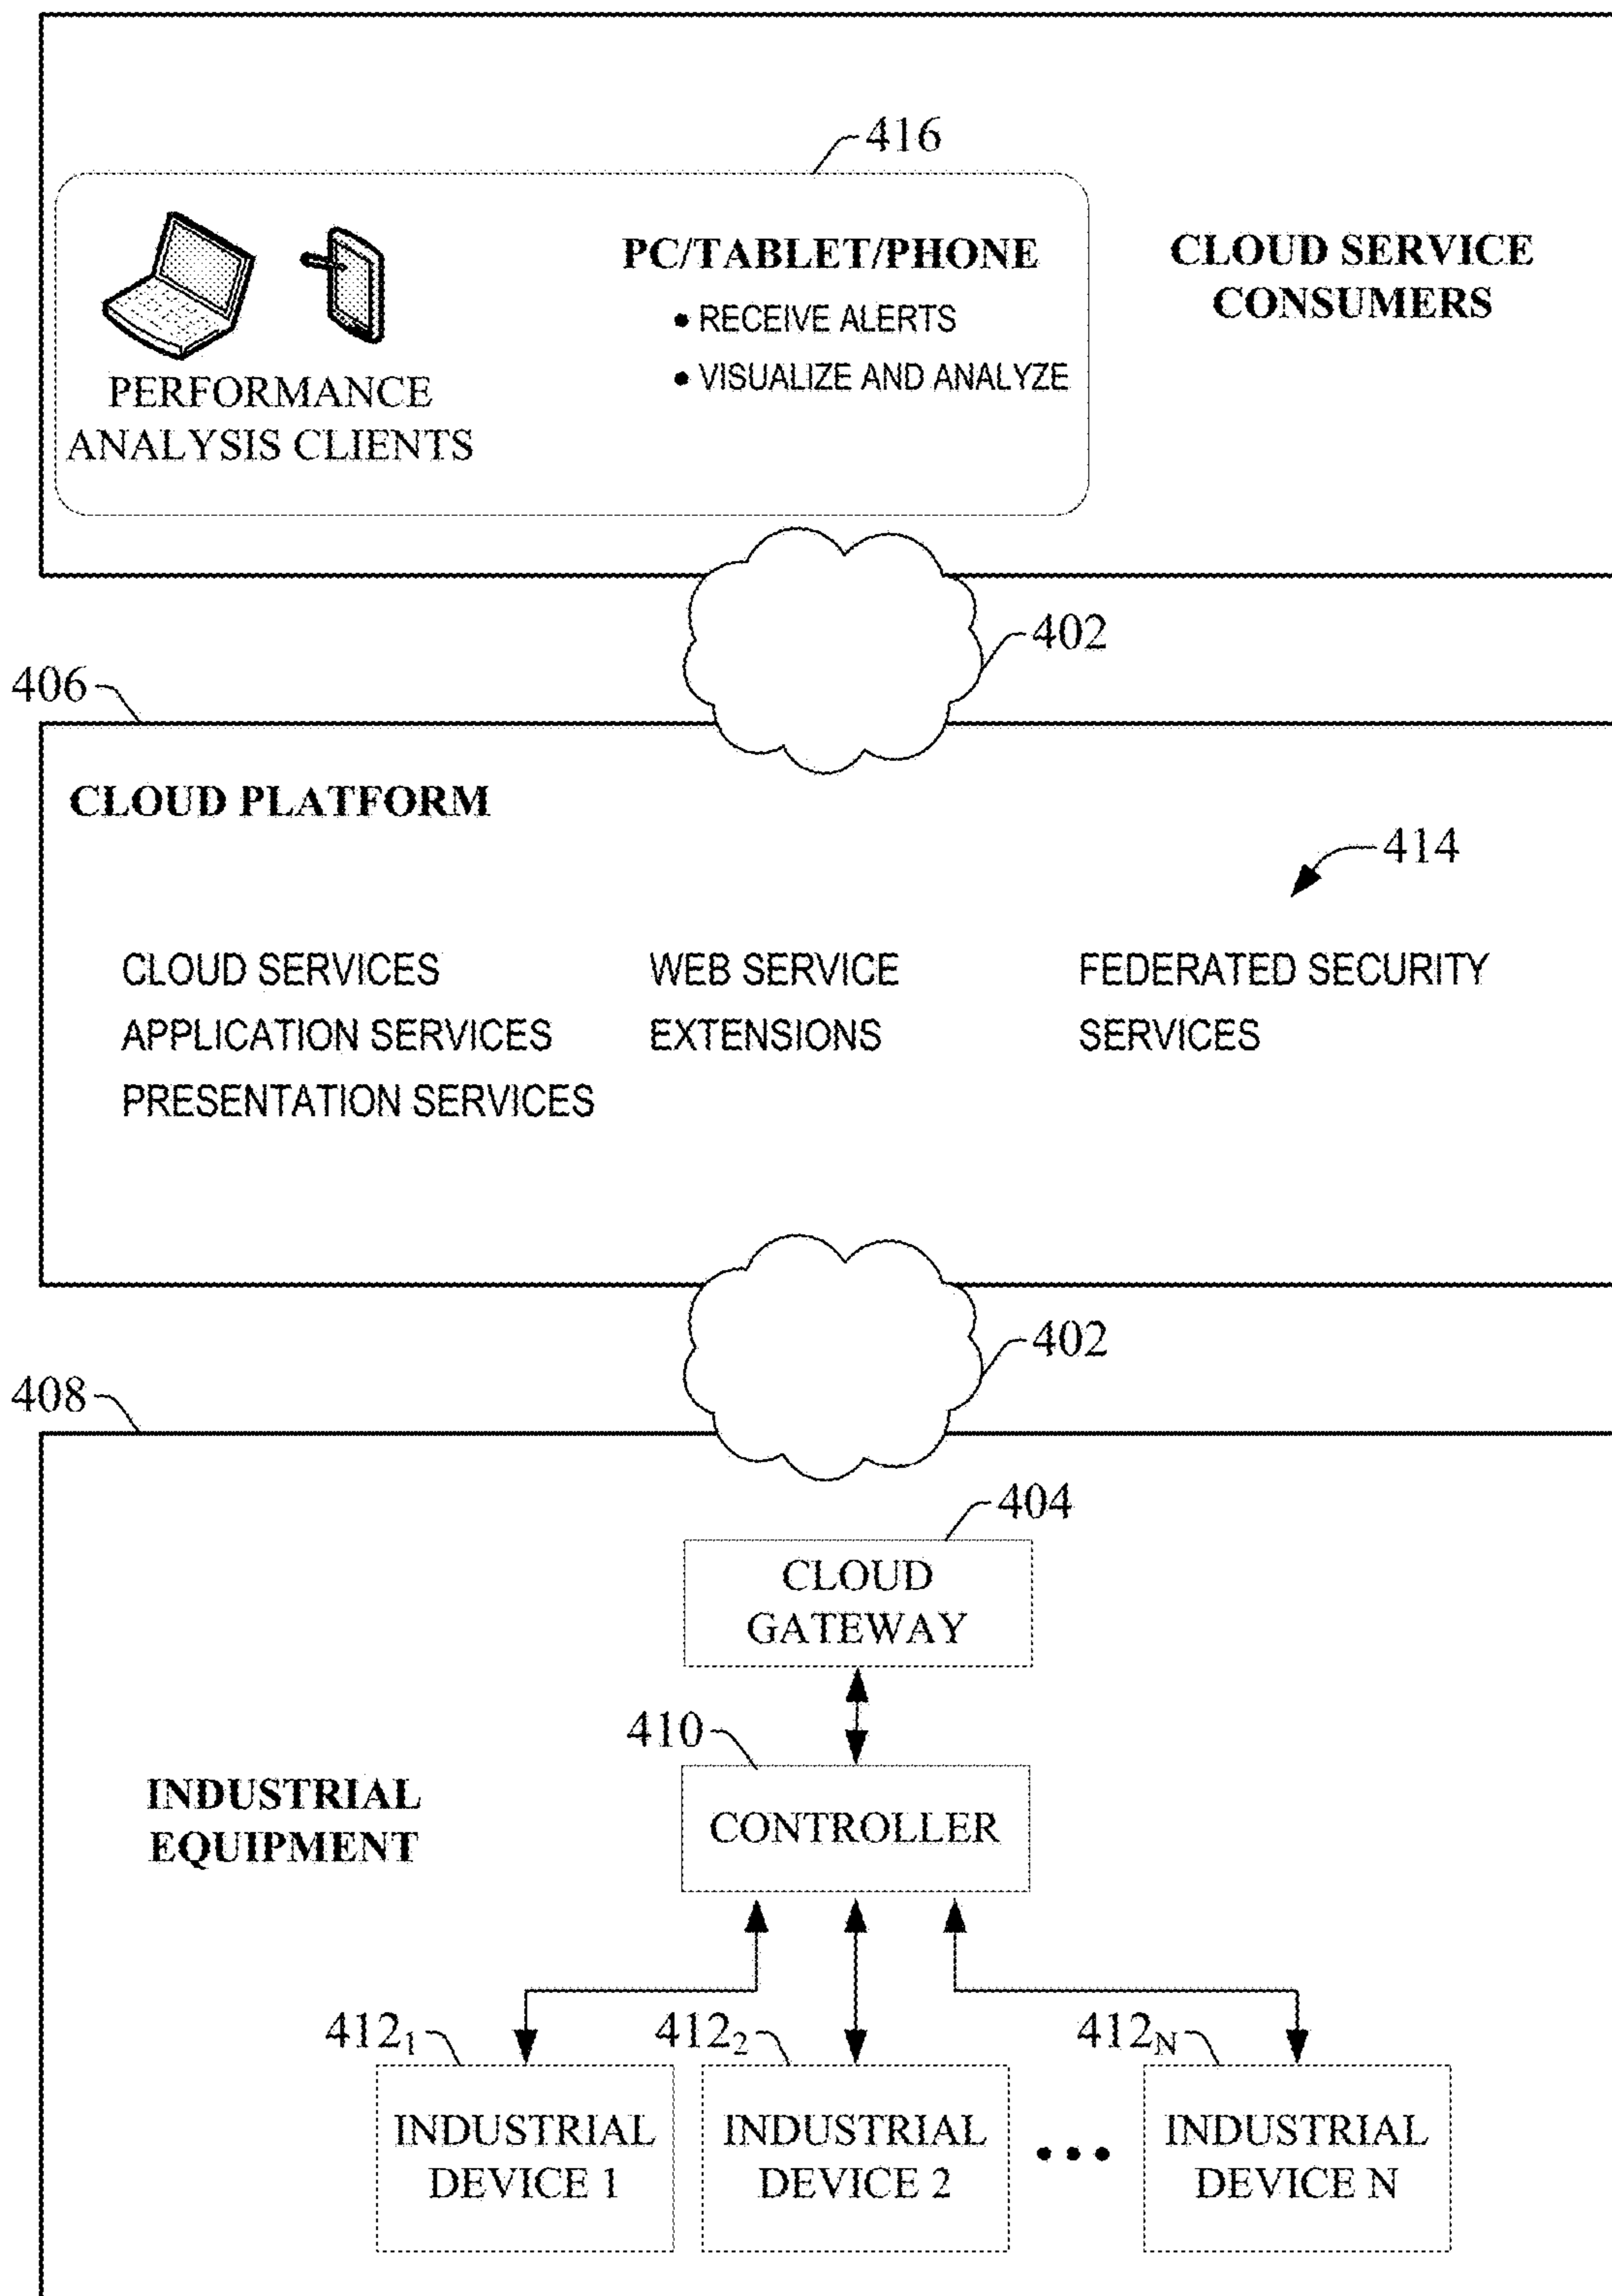 416
PC/TABLET/PHONE
• RECEIVE ALERTS
• VISUALIZE AND ANALYZE
PERFORMANCE
ANALYSIS CLIENTS
CLOUD SERVICE
CONSUMERS
402
406
CLOUD PLATFORM
414
CLOUD SERVICES
APPLICATION SERVICES
PRESENTATION SERVICES
WEB SERVICE
EXTENSIONS
FEDERATED SECURITY
SERVICES
402
408
404
CLOUD
GATEWAY
410
CONTROLLER
INDUSTRIAL
EQUIPMENT
412₁
412₂
412N
INDUSTRIAL
DEVICE 1
INDUSTRIAL
DEVICE 2
•••
INDUSTRIAL
DEVICE N